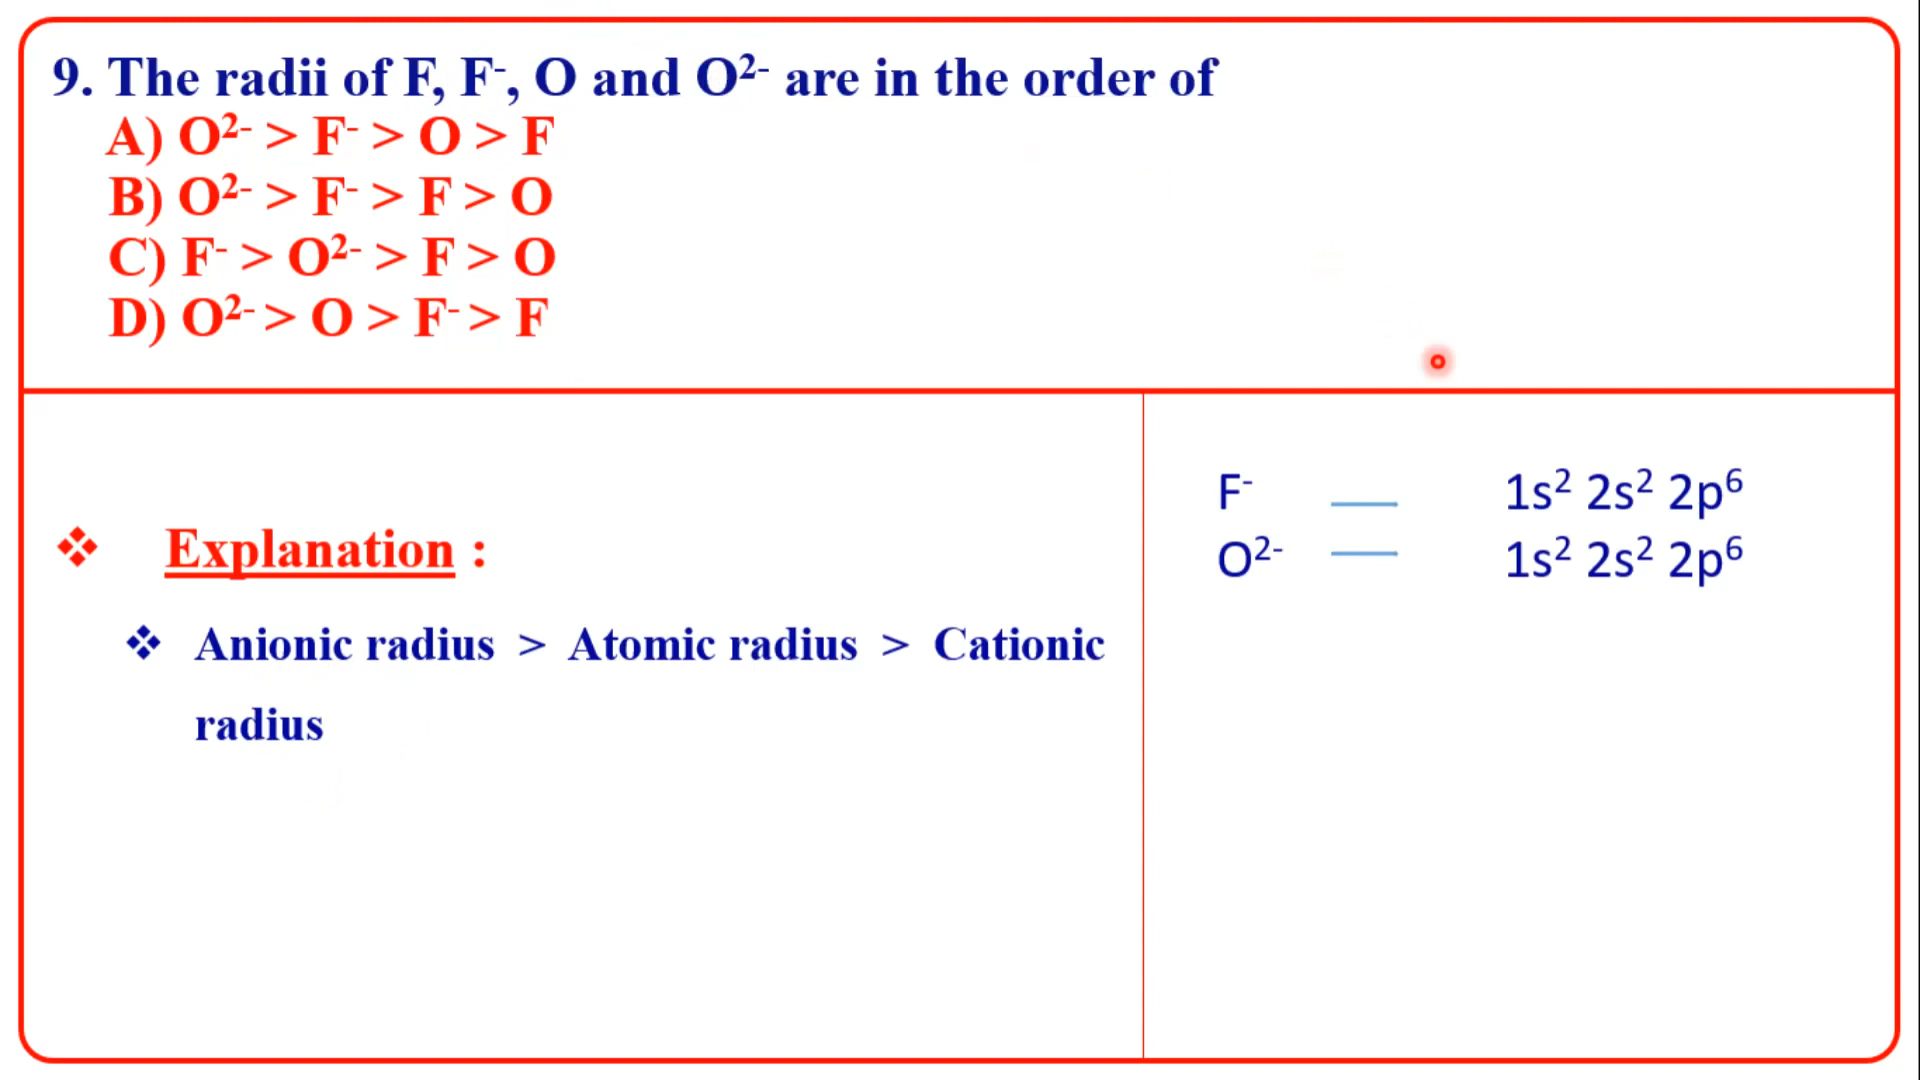 9. The radii of F, F⁻, O and O²⁻ are in the order of
A) O²⁻ > F⁻ > O > F
B) O²⁻ > F⁻ > F > O
C) F⁻ > O²⁻ > F > O
D) O²⁻ > O > F⁻ > F
❖ Explanation :
❖ Anionic radius > Atomic radius > Cationic
radius
F⁻ — 1s² 2s² 2p⁶
O²⁻ — 1s² 2s² 2p⁶